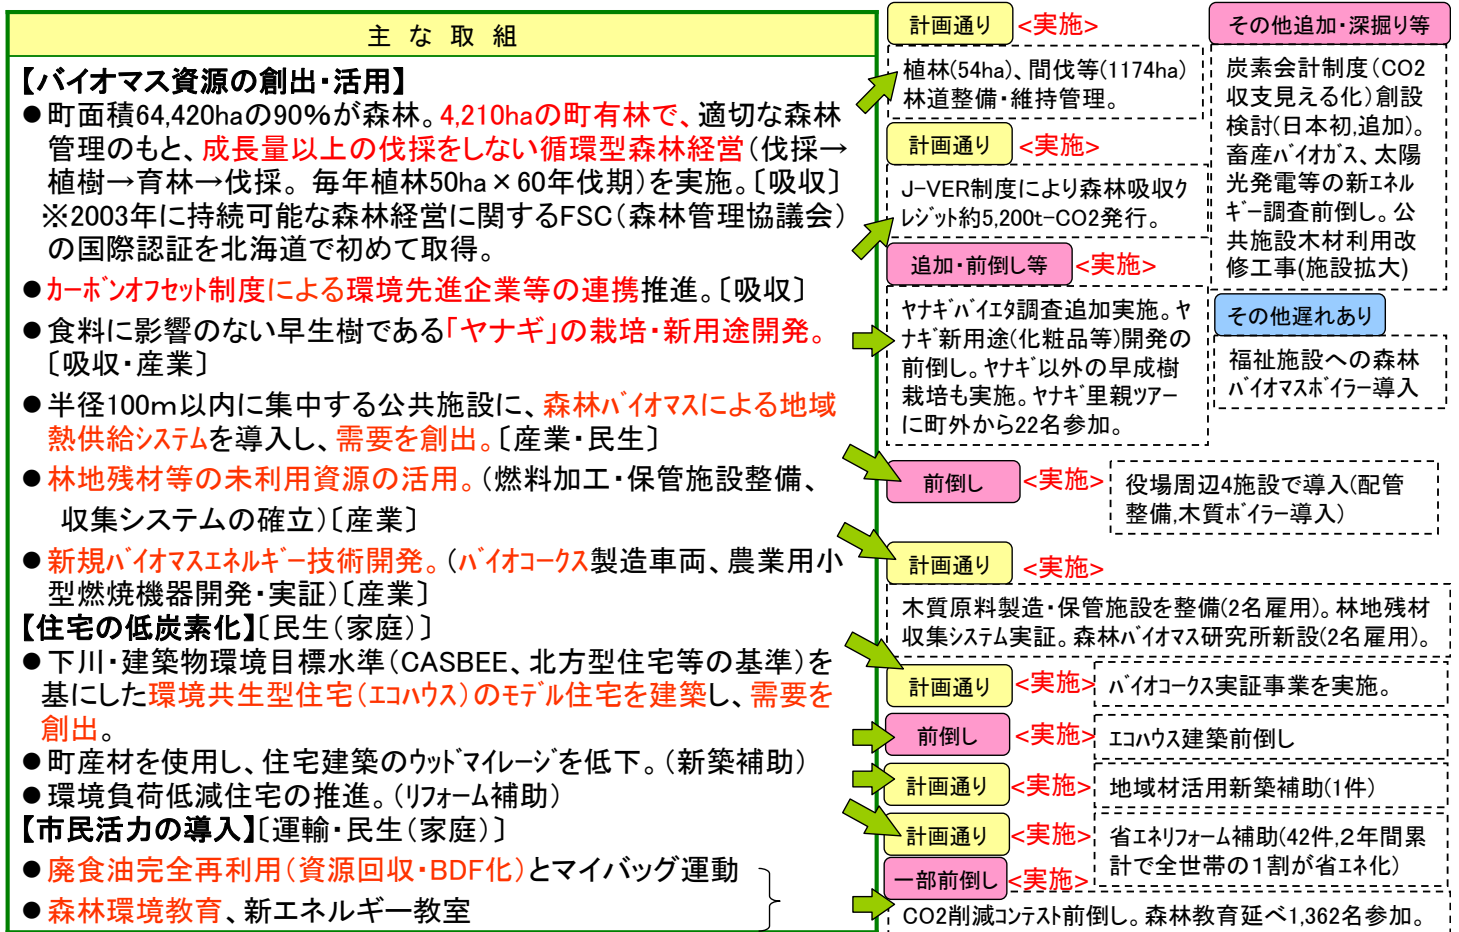 主 な 取 組
【バイオマス資源の創出・活用】
●町面積64,420haの90%が森林。4,210haの町有林で、適切な森林
管理のもと、成長量以上の伐採をしない循環型森林経営(伐採→
植樹→育林→伐採。毎年植林50ha×60年伐期)を実施。〔吸収〕
※2003年に持続可能な森林経営に関するFSC(森林管理協議会)
の国際認証を北海道で初めて取得。
●カーボンオフセット制度による環境先進企業等の連携推進。〔吸収〕
●食料に影響のない早生樹である「ヤナギ」の栽培・新用途開発。
〔吸収・産業〕
●半径100m以内に集中する公共施設に、森林バイオマスによる地域
熱供給システムを導入し、需要を創出。〔産業・民生〕
●林地残材等の未利用資源の活用。(燃料加工・保管施設整備、
収集システムの確立)〔産業〕
●新規バイオマスエネルギー技術開発。(バイオコークス製造車両、農業用小
型燃焼機器開発・実証)〔産業〕
【住宅の低炭素化】〔民生(家庭)〕
●下川・建築物環境目標水準(CASBEE、北方型住宅等の基準)を
基にした環境共生型住宅(エコハウス)のモデル住宅を建築し、需要を
創出。
●町産材を使用し、住宅建築のウッドマイレージを低下。(新築補助)
●環境負荷低減住宅の推進。(リフォーム補助)
【市民活力の導入】〔運輸・民生(家庭)〕
●廃食油完全再利用(資源回収・BDF化)とマイバッグ運動
●森林環境教育、新エネルギー教室
計画通り <実施>
植林(54ha)、間伐等(1174ha)
林道整備・維持管理。
計画通り <実施>
J-VER制度により森林吸収ク
レジット約5,200t-CO2発行。
追加・前倒し等 <実施>
ヤナギバイエタ調査追加実施。ヤ
ナギ新用途(化粧品等)開発の
前倒し。ヤナギ以外の早成樹
栽培も実施。ヤナギ里親ツアー
に町外から22名参加。
その他追加・深掘り等
炭素会計制度(CO2
収支見える化)創設
検討(日本初,追加)。
畜産バイオガス、太陽
光発電等の新エネル
ギー調査前倒し。公
共施設木材利用改
修工事(施設拡大)
その他遅れあり
福祉施設への森林
バイオマスボイラー導入
前倒し <実施>
役場周辺4施設で導入(配管
整備,木質ボイラー導入)
計画通り <実施>
木質原料製造・保管施設を整備(2名雇用)。林地残材
収集システム実証。森林バイオマス研究所新設(2名雇用)。
計画通り <実施> バイオコークス実証事業を実施。
前倒し <実施> エコハウス建築前倒し
計画通り <実施> 地域材活用新築補助(1件)
計画通り <実施> 省エネリフォーム補助(42件,2年間累
計で全世帯の1割が省エネ化)
一部前倒し <実施>
CO2削減コンテスト前倒し。森林教育延べ1,362名参加。